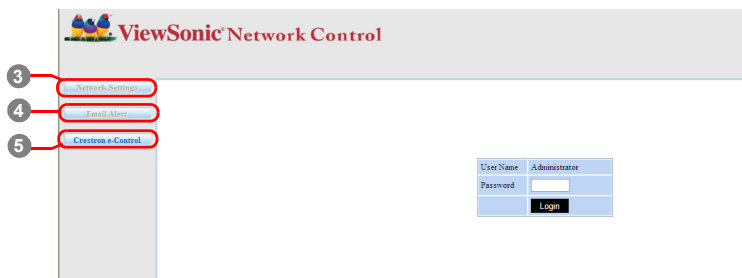 ViewSonic® Network Control
3
Network Settings
4
Email Alert
5
Crestron e-Control
User Name Administrator
Password
Login